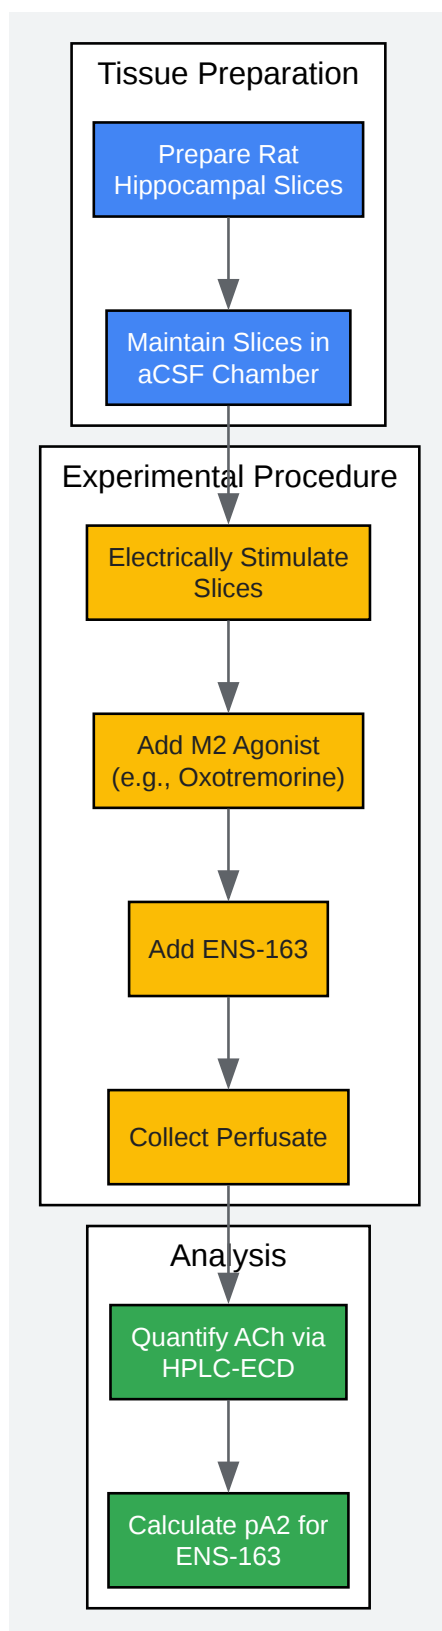 Tissue Preparation
Prepare Rat
Hippocampal Slices
Maintain Slices in
aCSF Chamber
Experimental Procedure
Electrically Stimulate
Slices
Add M2 Agonist
(e.g., Oxotremorine)
Add ENS-163
Collect Perfusate
Analysis
Quantify ACh via
HPLC-ECD
Calculate pA2 for
ENS-163